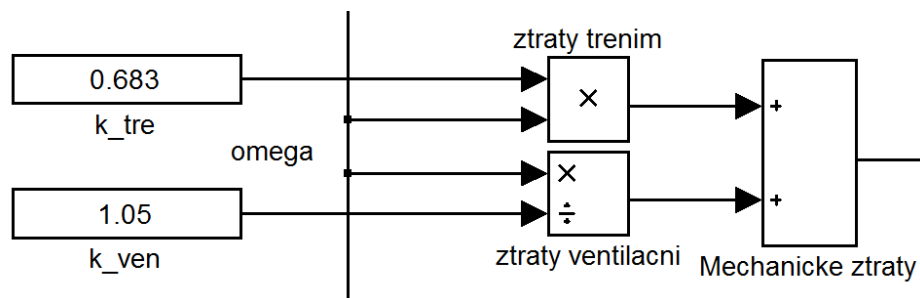 ztraty trenim
0.683
×
k_tre
omega
×
÷
1.05
k_ven
ztraty ventilacni
+
+
Mechanicke ztraty